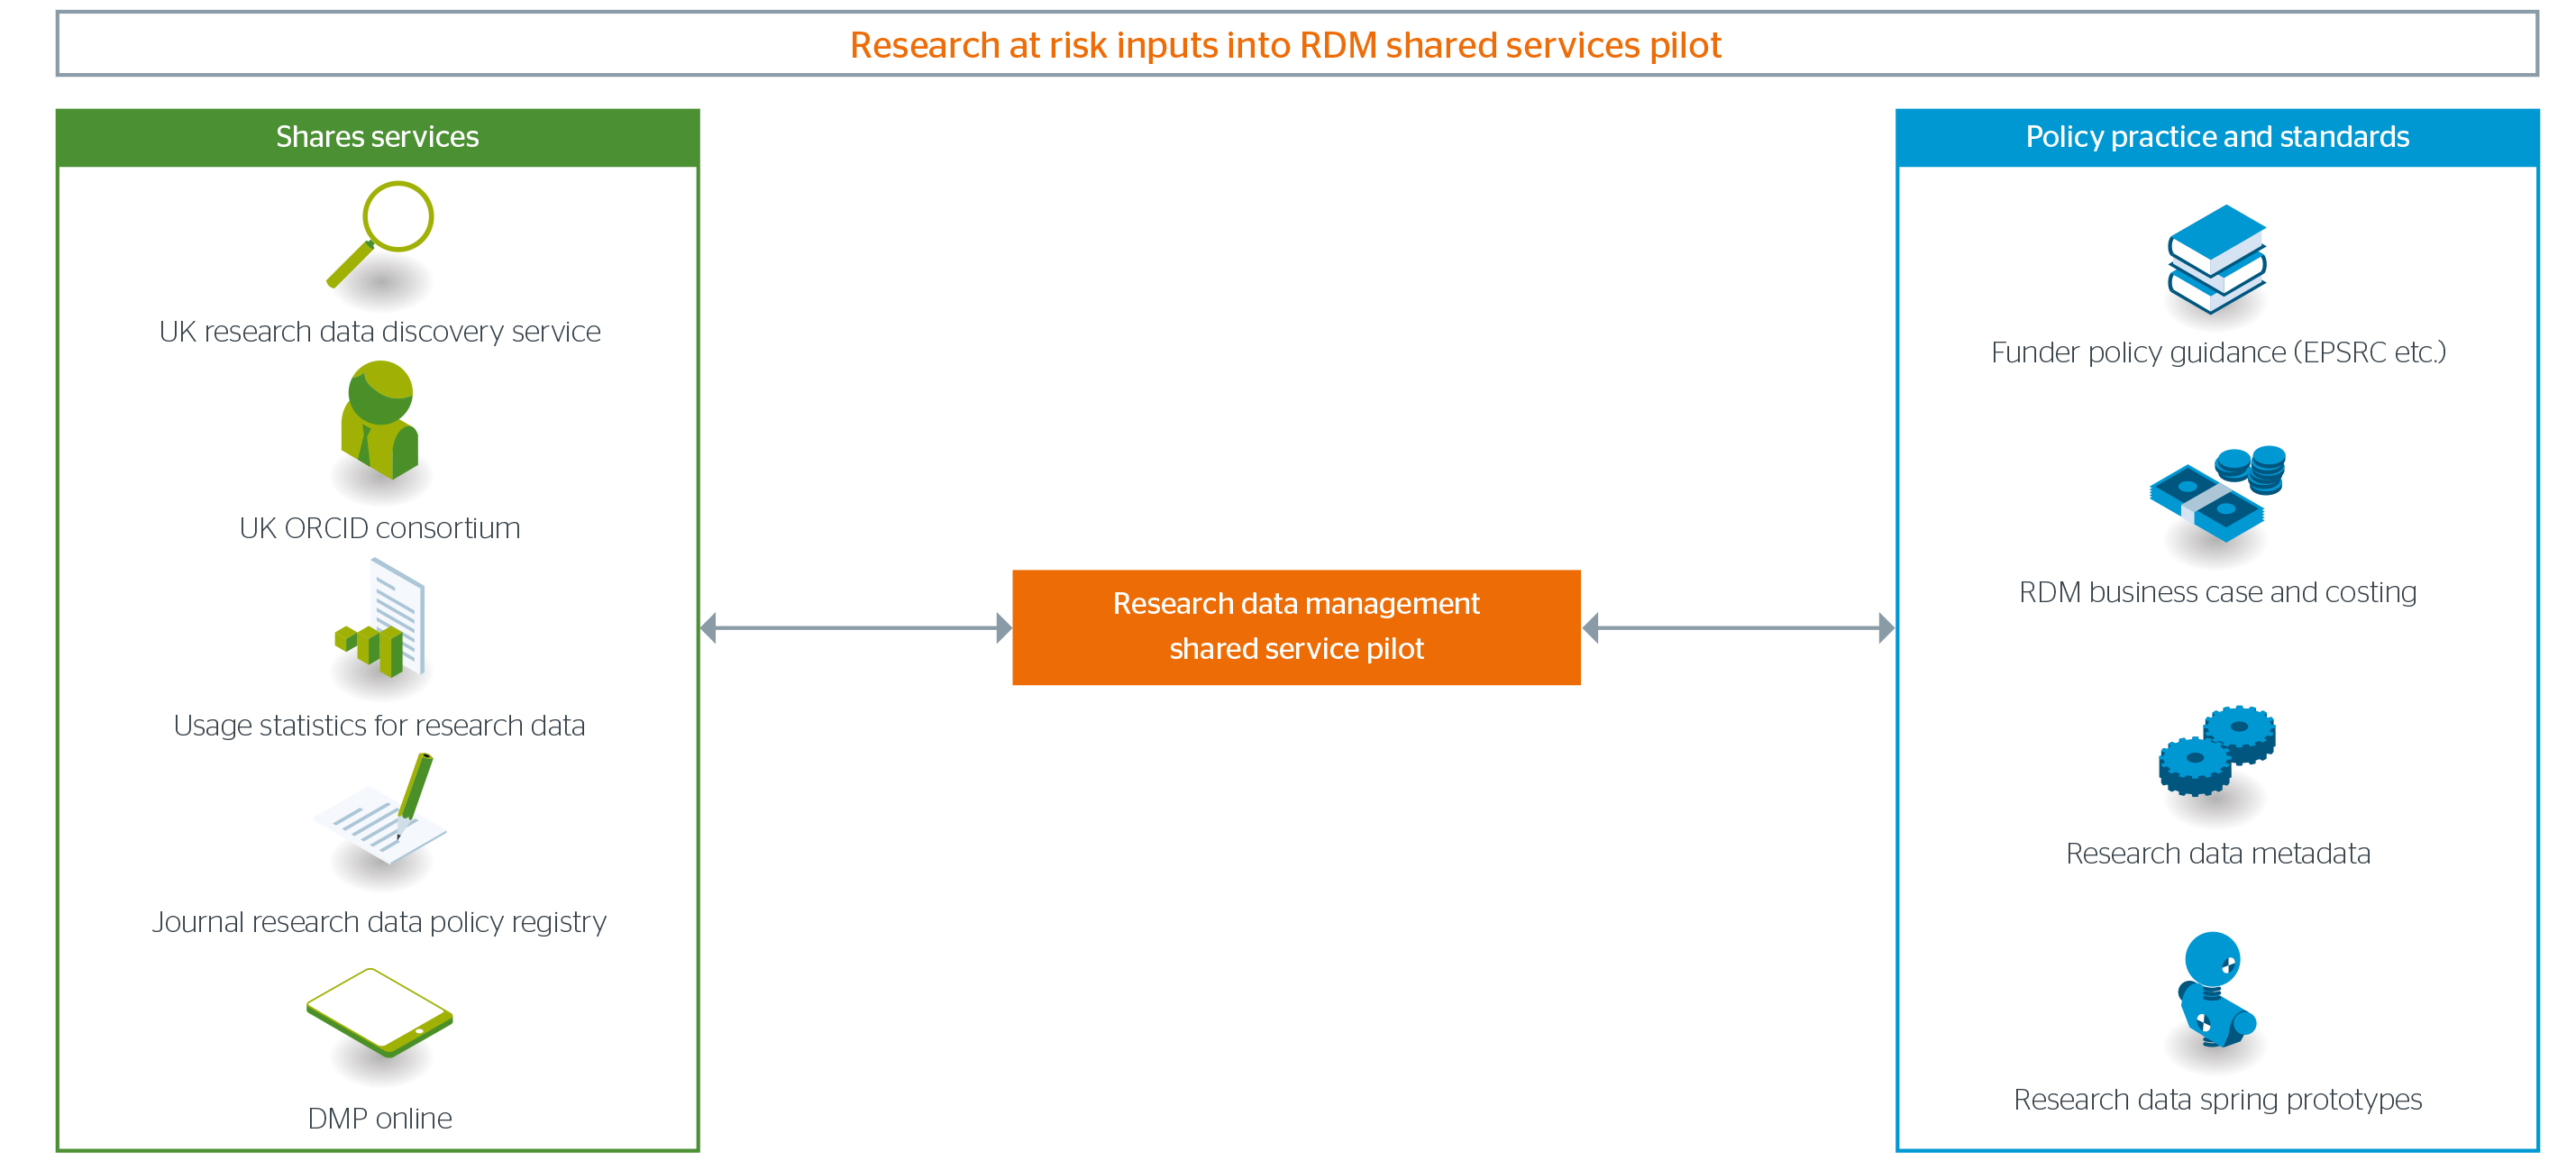 Research at risk inputs into RDM shared services pilot
Shares services
UK research data discovery service
UK ORCID consortium
Usage statistics for research data
Journal research data policy registry
DMP online
Research data management
shared service pilot
Policy practice and standards
Funder policy guidance (EPSRC etc.)
RDM business case and costing
Research data metadata
Research data spring prototypes